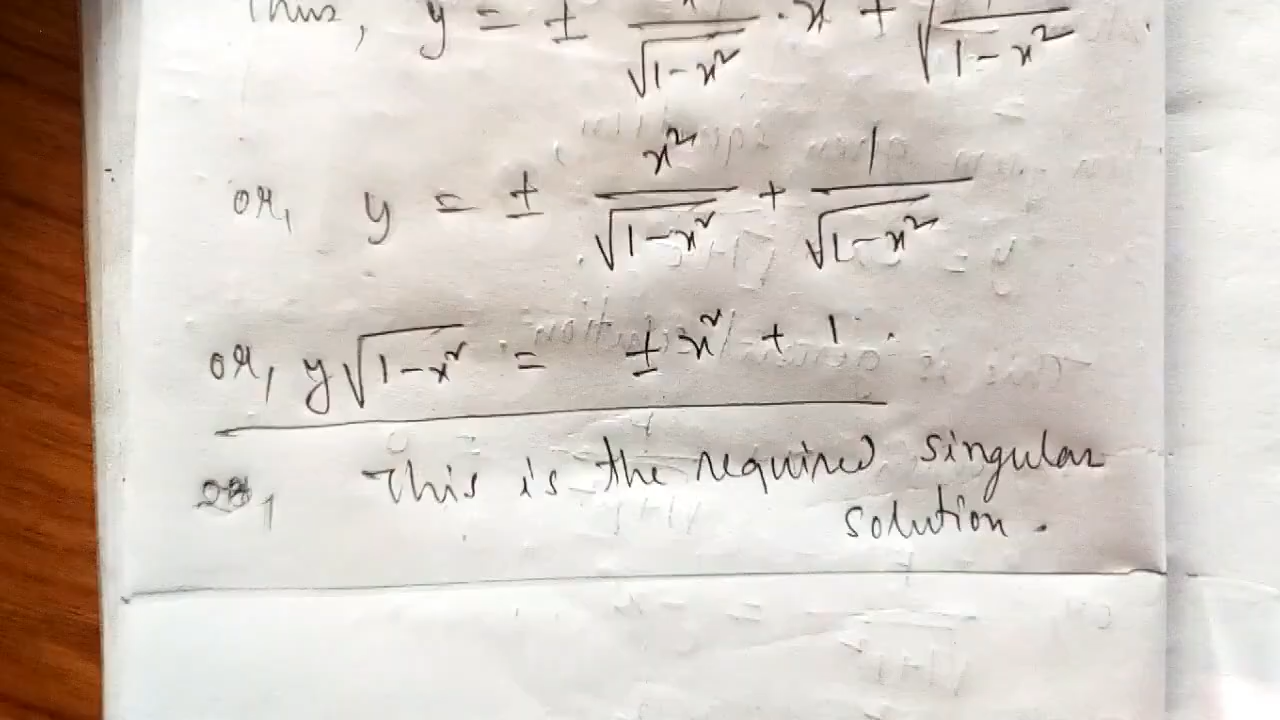 Thus, y = ± x/√(1-x²) · x + √(1/(1-x²)) .
or, y = ± x²/√(1-x²) + 1/√(1-x²)
or, y√(1-x²) = ± x² + 1 .
This is the required singular
solution .